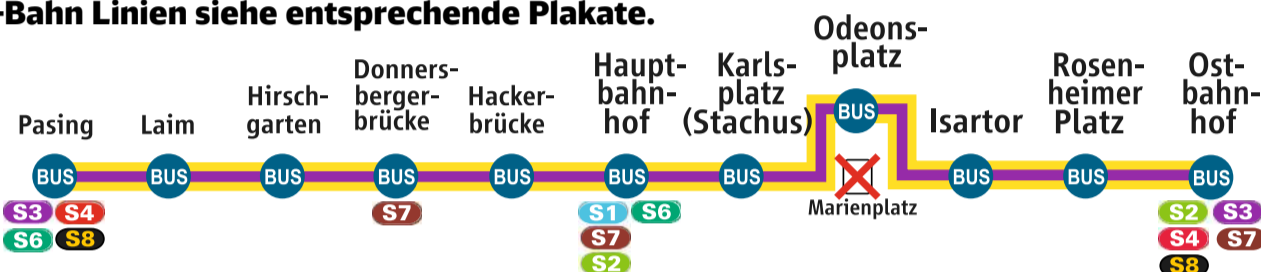 -Bahn Linien siehe entsprechende Plakate.
Pasing
Laim
Hirsch-
garten
Donners-
berger-
brücke
Hacker-
brücke
Haupt-
bahn-
hof
Karls-
platz
(Stachus)
Odeons-
platz
Isartor
Rosen-
heimer
Platz
Ost-
bahn-
hof
BUS BUS BUS BUS BUS BUS BUS BUS BUS BUS BUS
Marienplatz
S3 S4
S6 S8
S7
S1 S6
S7
S2
S2 S3
S4 S7
S8